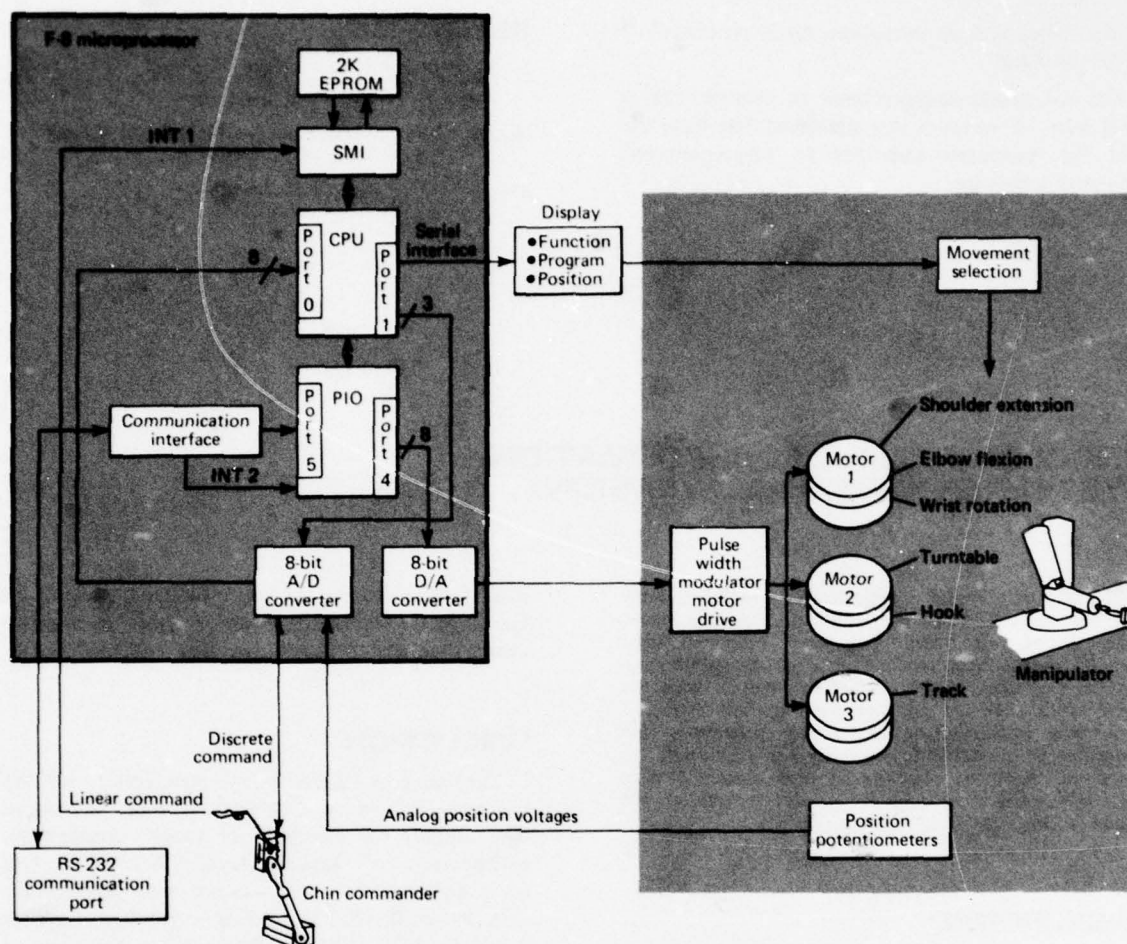 F-8 microprocessor
2K
EPROM
INT 1
SMI
CPU
Port 0
Port 1
Serial
interface
8
3
Display
• Function
• Program
• Position
Movement
selection
PIO
Port 5
Port 4
8
Communication
interface
INT 2
8-bit
A/D
converter
8-bit
D/A
converter
Pulse
width
modulator
motor
drive
Motor
1
Shoulder extension
Elbow flexion
Wrist rotation
Motor
2
Turntable
Hook
Motor
3
Track
Manipulator
Discrete
command
Linear command
Analog position voltages
Position
potentiometers
RS-232
communication
port
Chin commander